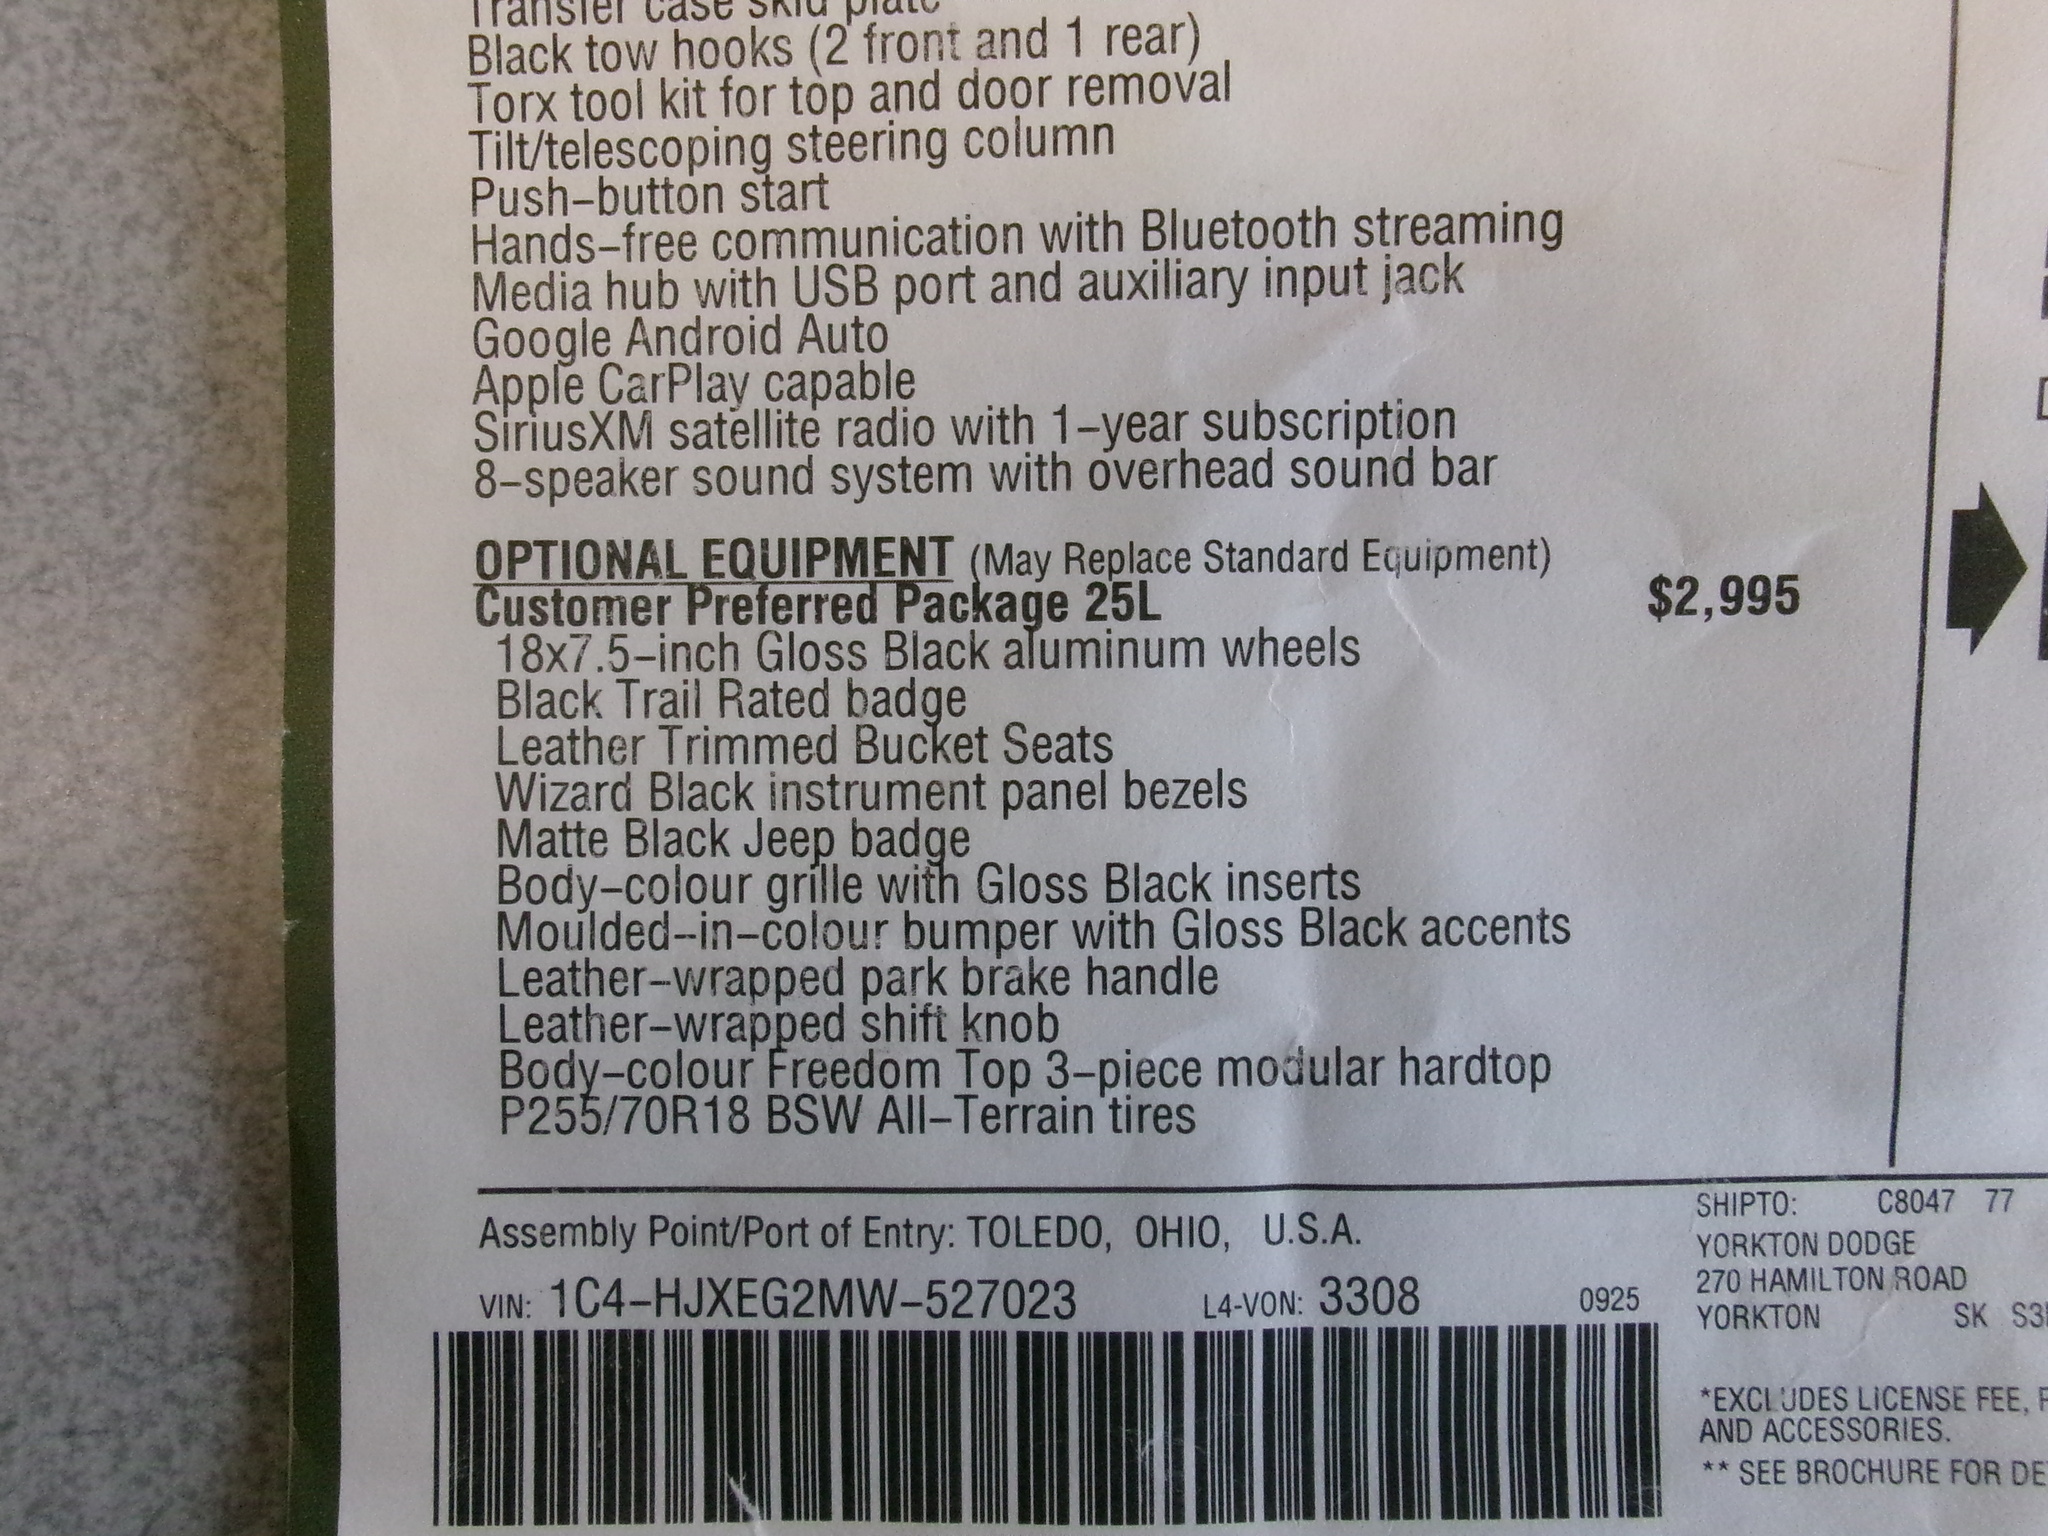 Transfer case skid plate
Black tow hooks (2 front and 1 rear)
Torx tool kit for top and door removal
Tilt/telescoping steering column
Push-button start
Hands-free communication with Bluetooth streaming
Media hub with USB port and auxiliary input jack
Google Android Auto
Apple CarPlay capable
SiriusXM satellite radio with 1-year subscription
8-speaker sound system with overhead sound bar
OPTIONAL EQUIPMENT (May Replace Standard Equipment)
Customer Preferred Package 25L $2,995
18x7.5-inch Gloss Black aluminum wheels
Black Trail Rated badge
Leather Trimmed Bucket Seats
Wizard Black instrument panel bezels
Matte Black Jeep badge
Body-colour grille with Gloss Black inserts
Moulded-in-colour bumper with Gloss Black accents
Leather-wrapped park brake handle
Leather-wrapped shift knob
Body-colour Freedom Top 3-piece modular hardtop
P255/70R18 BSW All-Terrain tires
Assembly Point/Port of Entry: TOLEDO, OHIO, U.S.A.
VIN: 1C4-HJXEG2MW-527023 L4-VON: 3308 0925
SHIPTO: C8047 77
YORKTON DODGE
270 HAMILTON ROAD
YORKTON SK
*EXCLUDES LICENSE FEE,
AND ACCESSORIES.
** SEE BROCHURE FOR